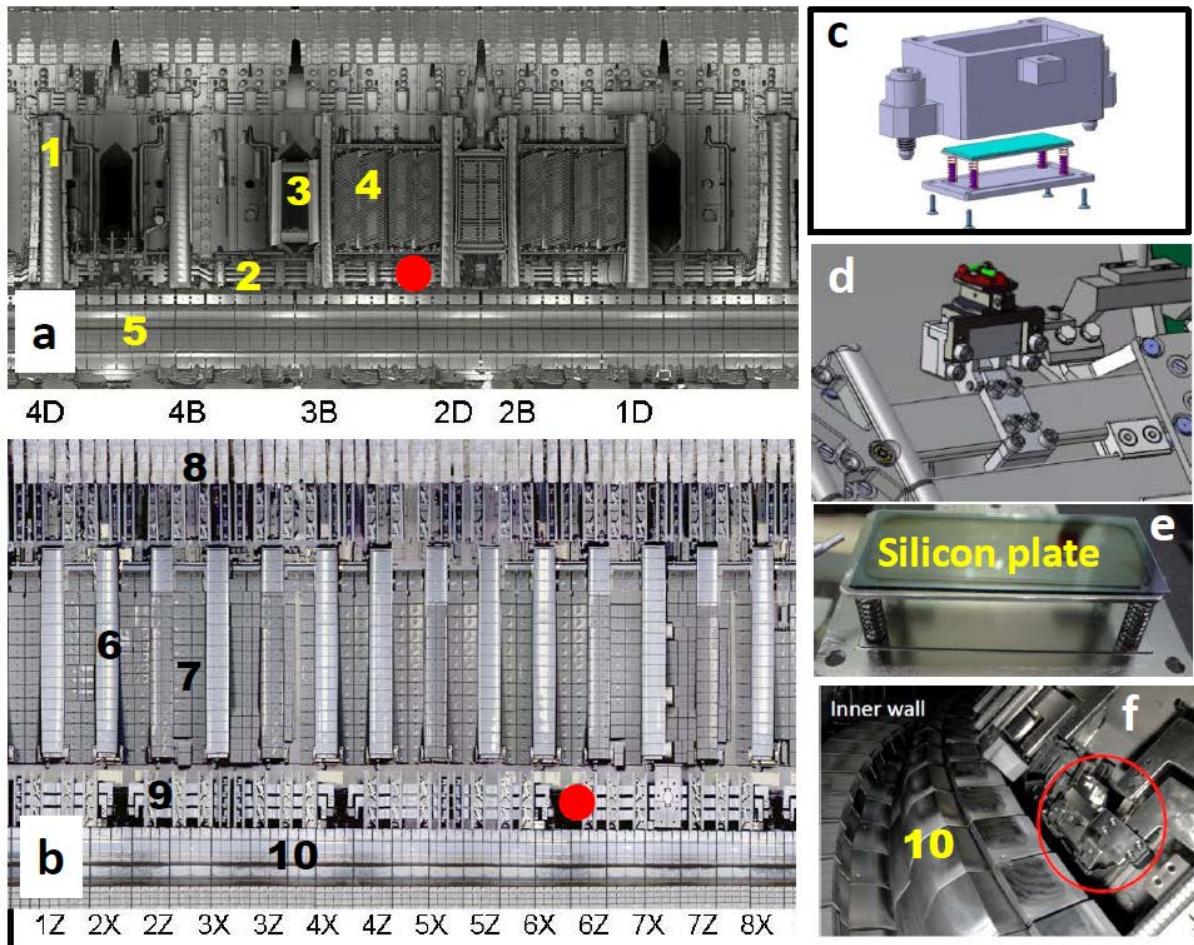 1
3
4
2
a
5
4D 4B 3B 2D 2B 1D
8
6
7
9
b
10
1Z 2X 2Z 3X 3Z 4X 4Z 5X 5Z 6X 6Z 7X 7Z 8X
c
d
e
Silicon plate
Inner wall
f
10